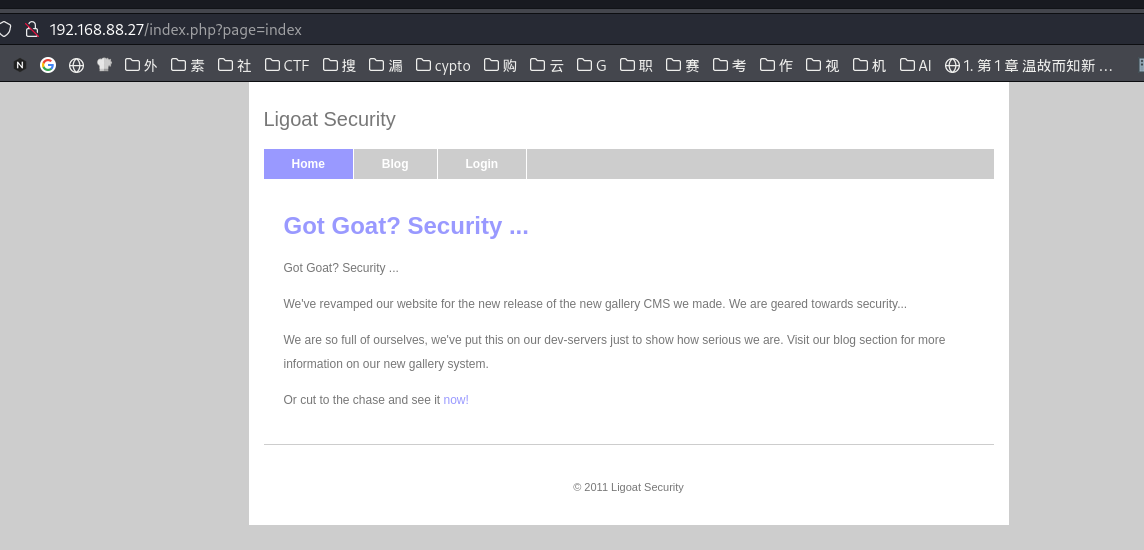 192.168.88.27/index.php?page=index
外 素 社 CTF 搜 漏 cypto 购 云 G 职 赛 考 作 视 机 AI 1. 第 1 章 温故而知新 ...
Ligoat Security
Home Blog Login
Got Goat? Security ...
Got Goat? Security ...
We've revamped our website for the new release of the new gallery CMS we made. We are geared towards security...
We are so full of ourselves, we've put this on our dev-servers just to show how serious we are. Visit our blog section for more
information on our new gallery system.
Or cut to the chase and see it now!
© 2011 Ligoat Security